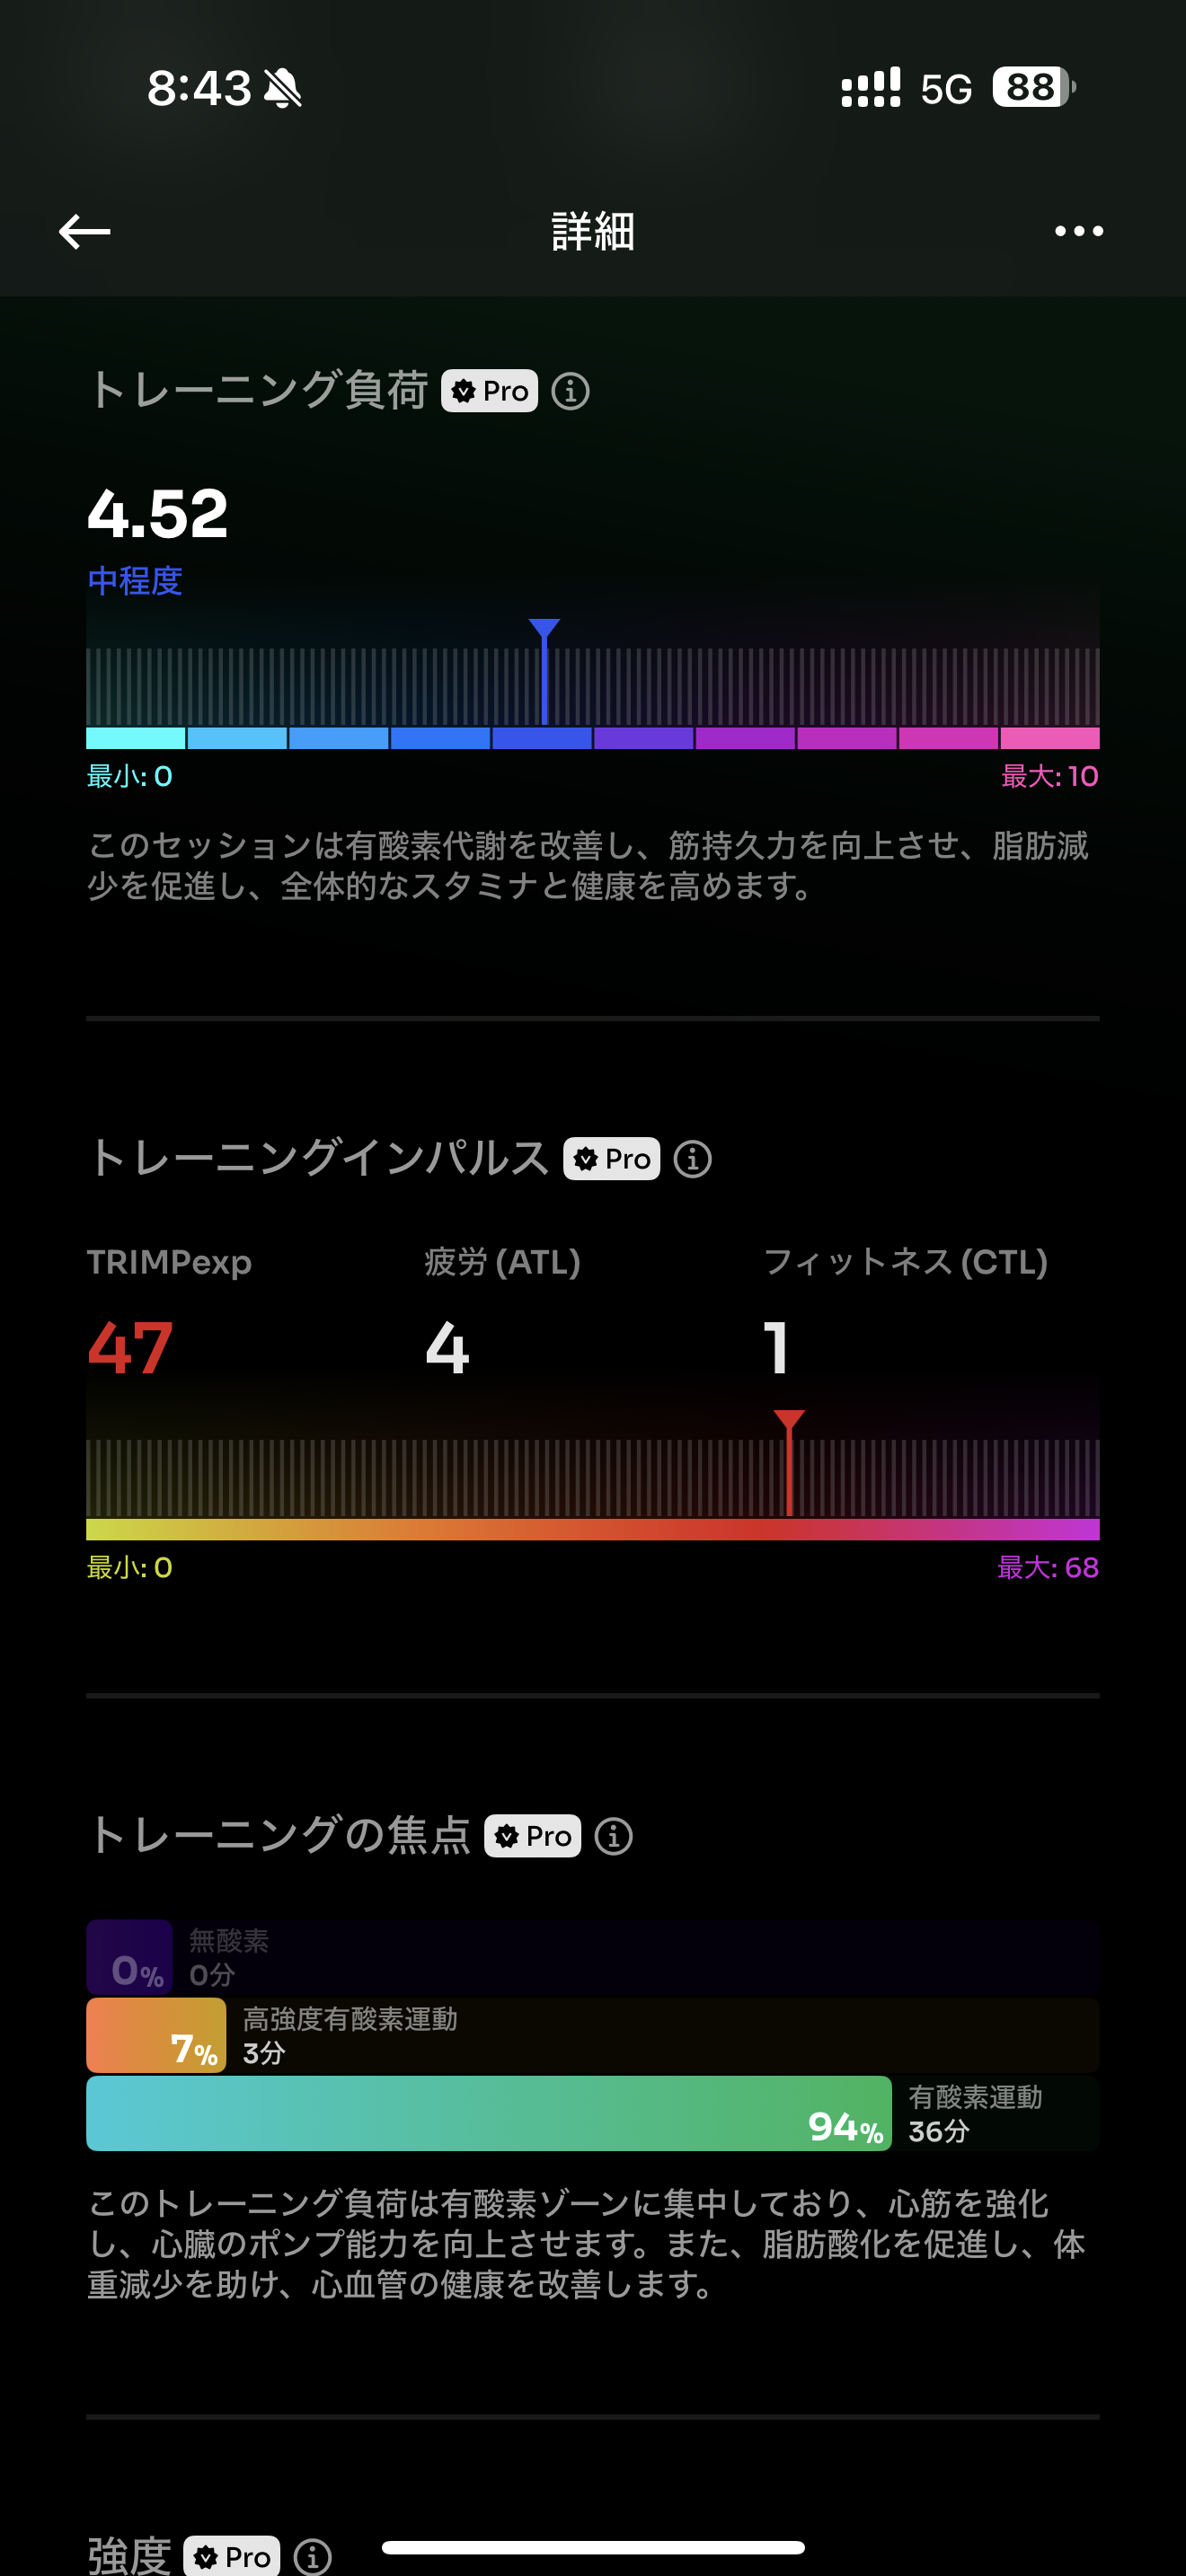 8:43
5G
88
詳細
トレーニング負荷 Pro
4.52
中程度
最小: 0
最大: 10
このセッションは有酸素代謝を改善し、筋持久力を向上させ、脂肪減
少を促進し、全体的なスタミナと健康を高めます。
トレーニングインパルス Pro
TRIMPexp 疲労 (ATL) フィットネス (CTL)
47 4 1
最小: 0
最大: 68
トレーニングの焦点 Pro
0% 無酸素
0分
高強度有酸素運動
7% 3分
有酸素運動
94% 36分
このトレーニング負荷は有酸素ゾーンに集中しており、心筋を強化
し、心臓のポンプ能力を向上させます。また、脂肪酸化を促進し、体
重減少を助け、心血管の健康を改善します。
強度 Pro